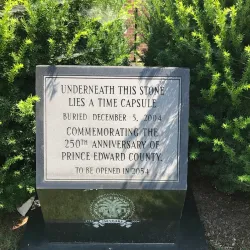 UNDERNEATH THIS STONE
LIES A TIME CAPSULE
BURIED DECEMBER 5, 2004
COMMEMORATING THE
250TH ANNIVERSARY OF
PRINCE EDWARD COUNTY.
TO BE OPENED IN 2054